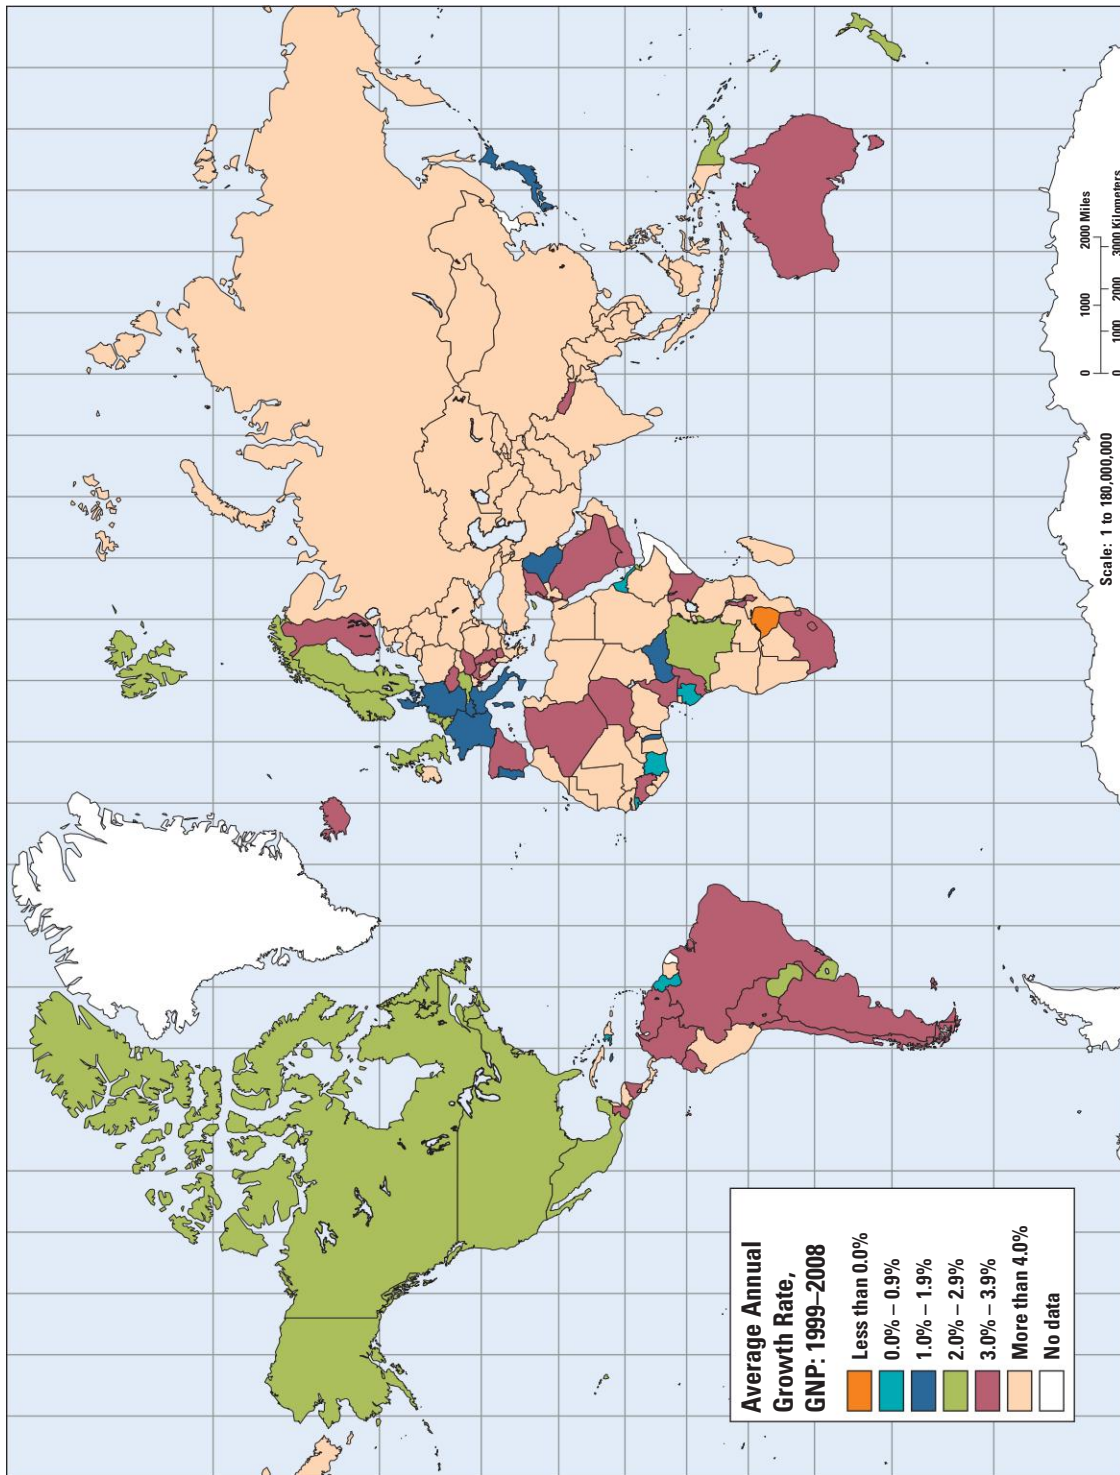 Average Annual
Growth Rate,
GNP: 1999–2008
Less than 0.0%
0.0% – 0.9%
1.0% – 1.9%
2.0% – 2.9%
3.0% – 3.9%
More than 4.0%
No data
Scale: 1 to 180,000,000
0 1000 2000 Miles
0 1000 2000 3000 Kilometers